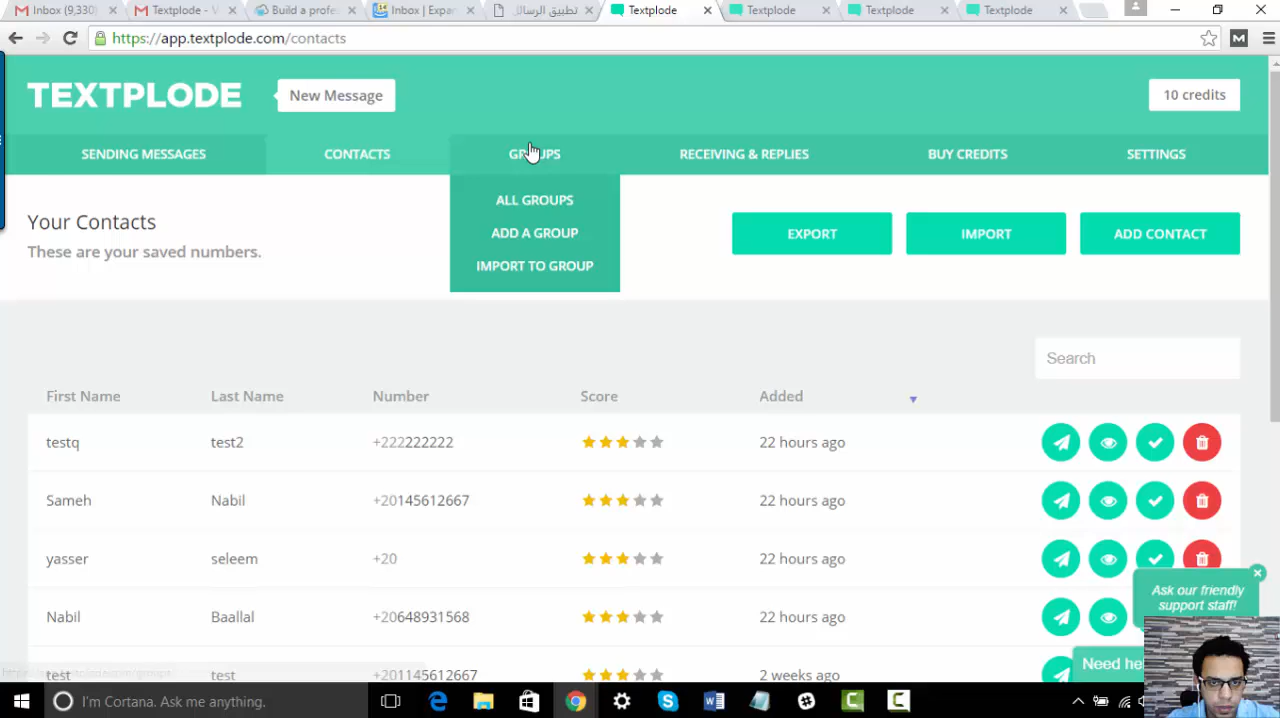 Inbox (9,330)
Textplode - V
Build a profes
Inbox | Expan
تطبيق الرسائل
Textplode
Textplode
Textplode
Textplode
https://app.textplode.com/contacts
TEXTPLODE
New Message
10 credits
SENDING MESSAGES
CONTACTS
GROUPS
RECEIVING & REPLIES
BUY CREDITS
SETTINGS
ALL GROUPS
ADD A GROUP
IMPORT TO GROUP
Your Contacts
These are your saved numbers.
EXPORT
IMPORT
ADD CONTACT
Search
First Name Last Name Number Score Added
testq test2 +222222222 22 hours ago
Sameh Nabil +20145612667 22 hours ago
yasser seleem +20 22 hours ago
Nabil Baallal +20648931568 22 hours ago
test test +201145612667 2 weeks ago
Ask our friendly
support staff!
Need he
I'm Cortana. Ask me anything.